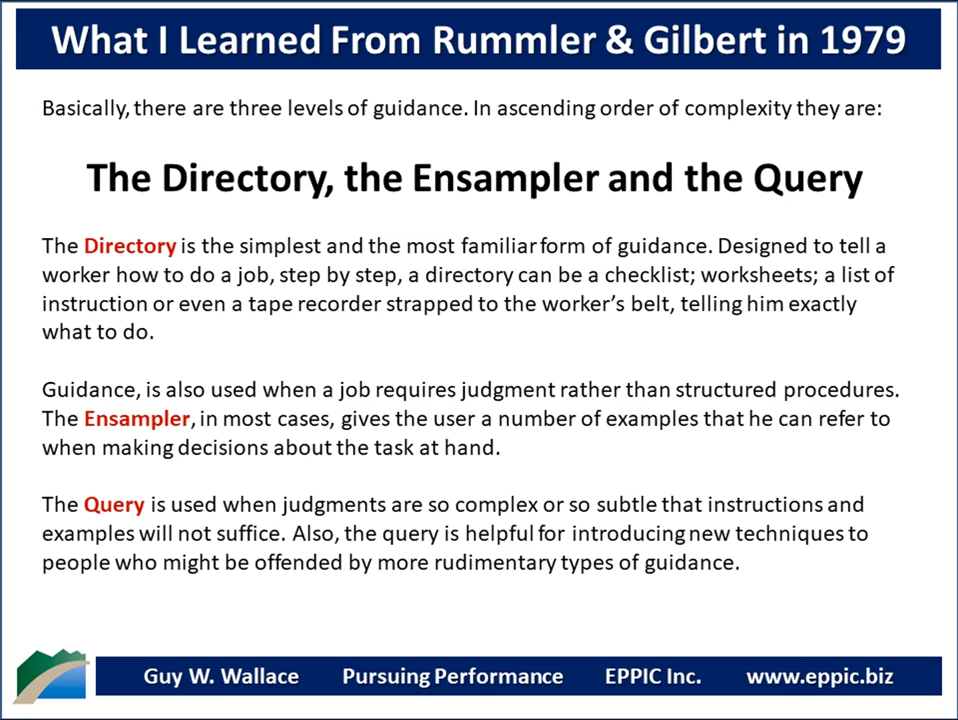 What I Learned From Rummler & Gilbert in 1979
Basically, there are three levels of guidance. In ascending order of complexity they are:
The Directory, the Ensampler and the Query
The Directory is the simplest and the most familiar form of guidance. Designed to tell a
worker how to do a job, step by step, a directory can be a checklist; worksheets; a list of
instruction or even a tape recorder strapped to the worker's belt, telling him exactly
what to do.
Guidance, is also used when a job requires judgment rather than structured procedures.
The Ensampler, in most cases, gives the user a number of examples that he can refer to
when making decisions about the task at hand.
The Query is used when judgments are so complex or so subtle that instructions and
examples will not suffice. Also, the query is helpful for introducing new techniques to
people who might be offended by more rudimentary types of guidance.
Guy W. Wallace Pursuing Performance EPPIC Inc. www.eppic.biz